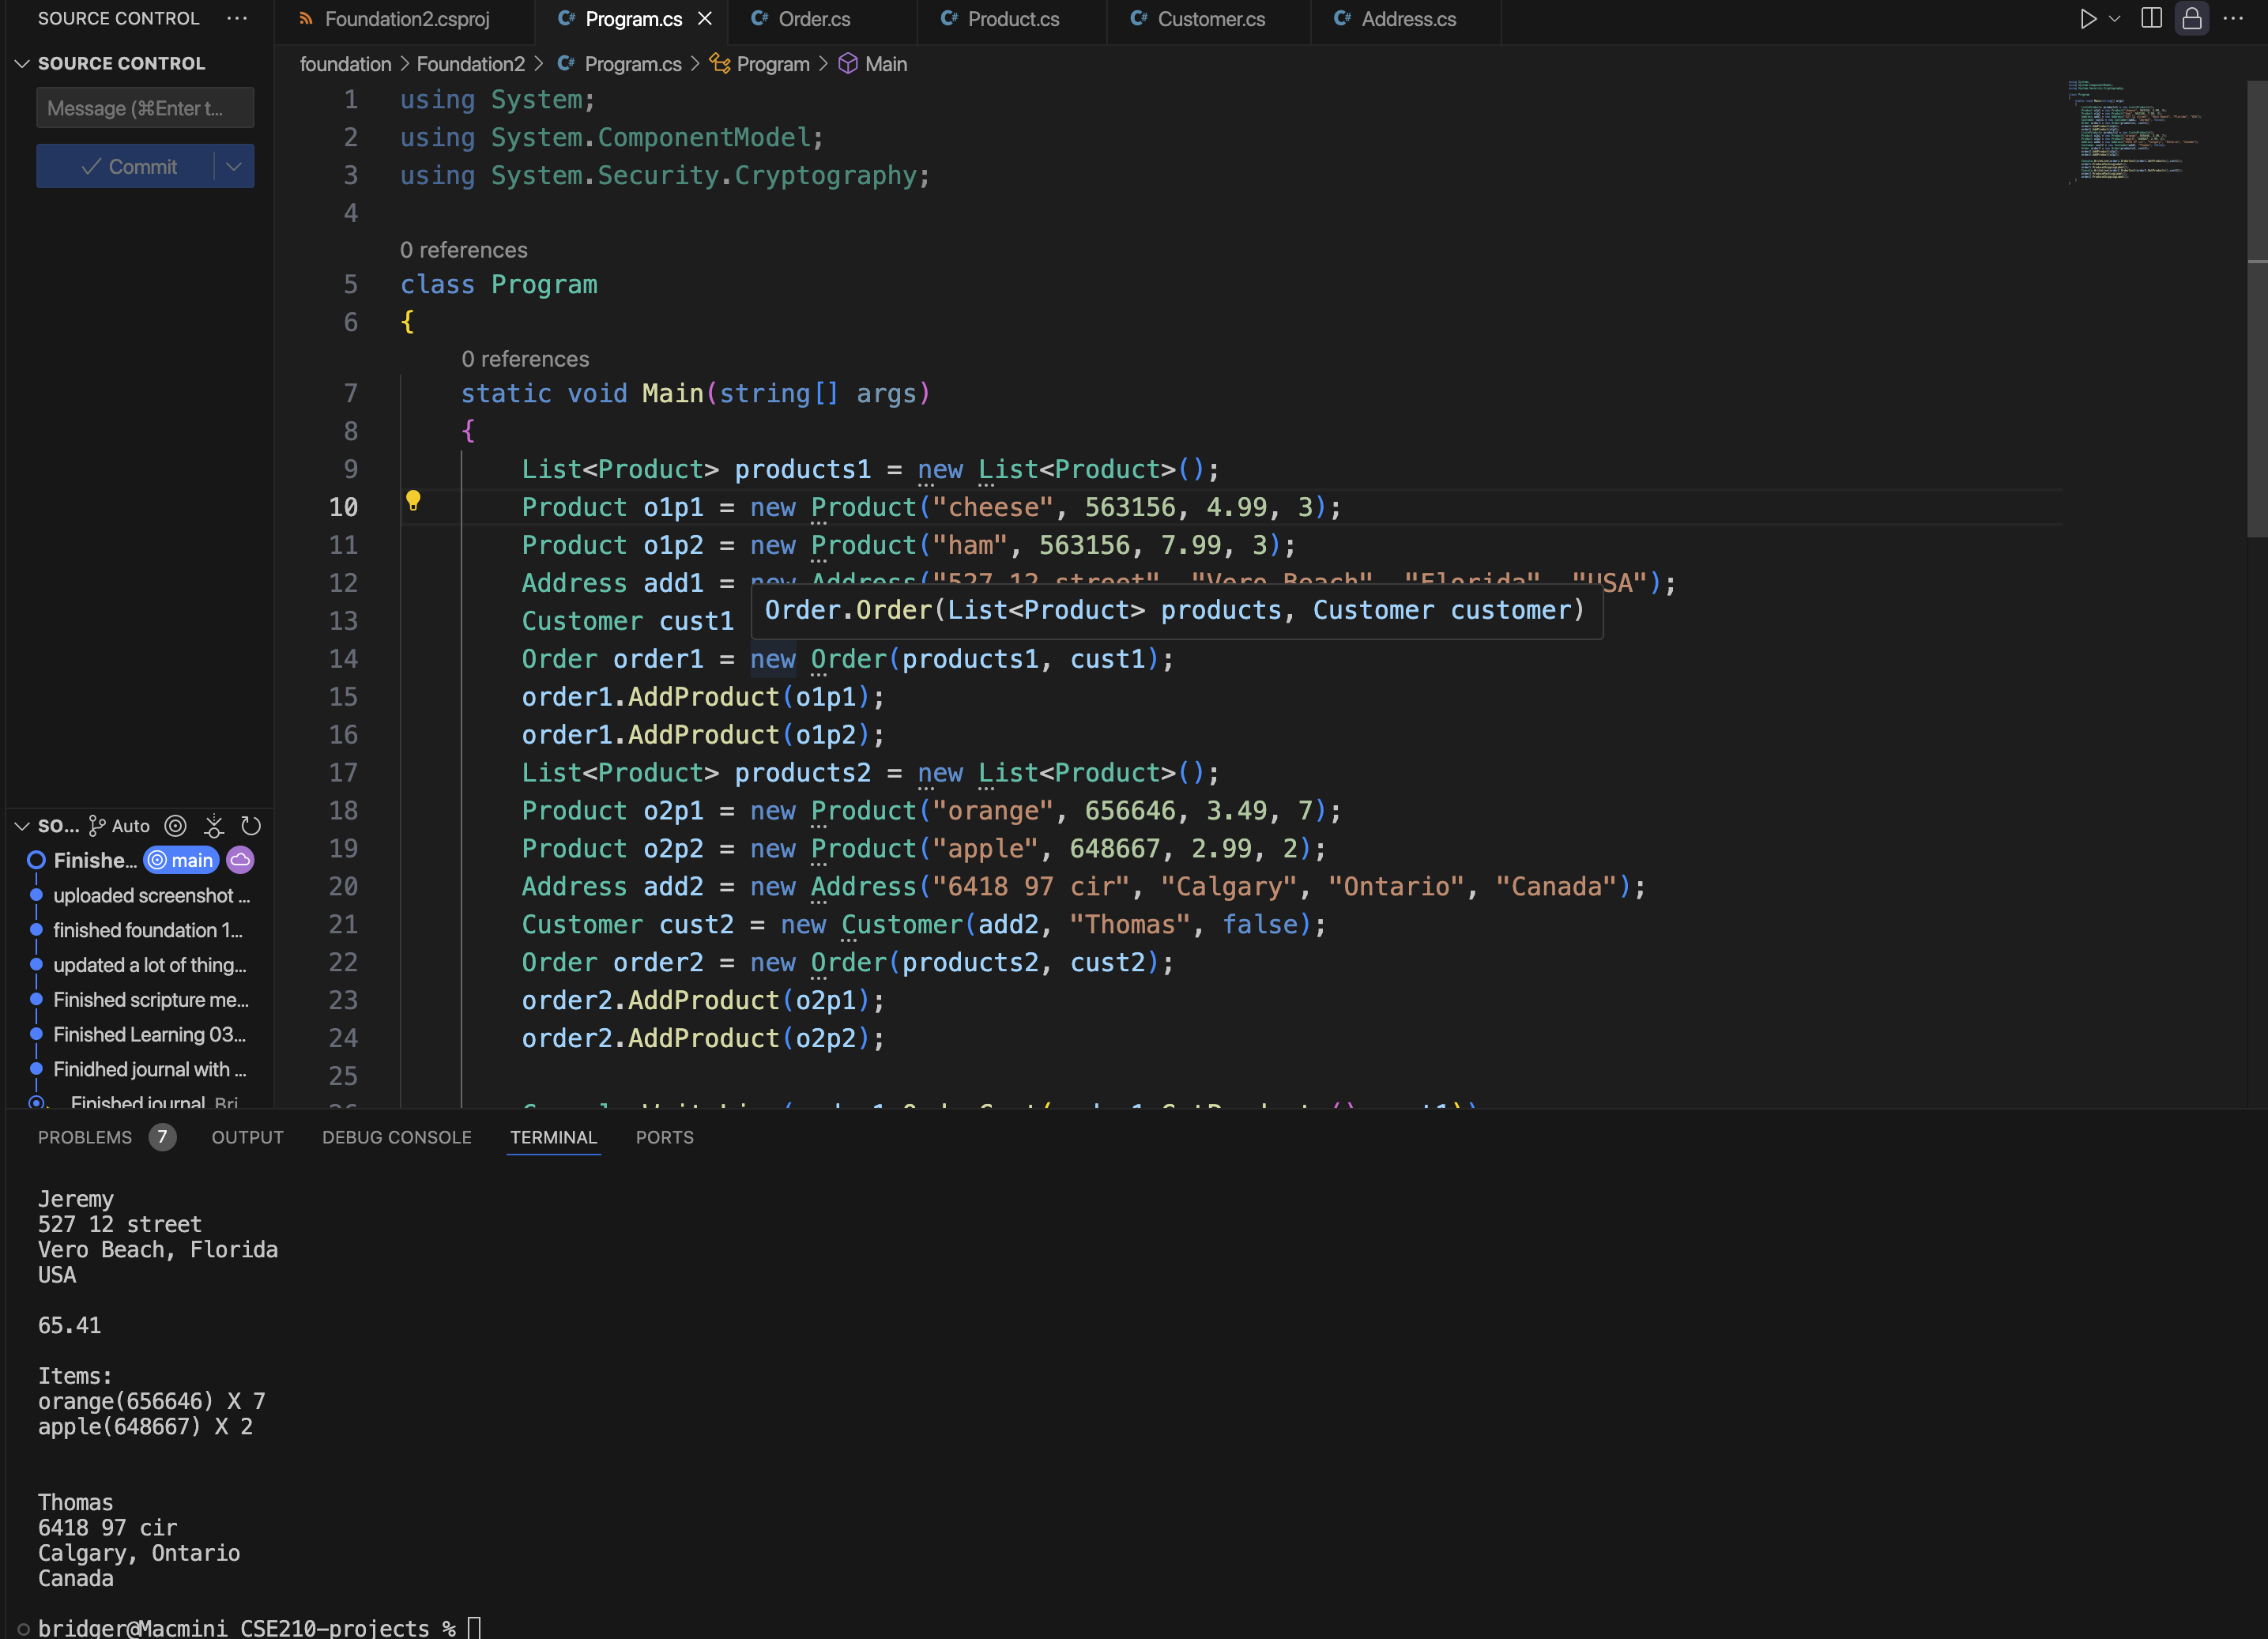 SOURCE CONTROL ···
SOURCE CONTROL
Message (⌘Enter t...
Commit
SO... Auto
Finishe... main
uploaded screenshot ...
finished foundation 1...
updated a lot of thing...
Finished scripture me...
Finished Learning 03...
Finidhed journal with ...
Finished journal Bri
Foundation2.csproj
C# Program.cs
C# Order.cs
C# Product.cs
C# Customer.cs
C# Address.cs
foundation > Foundation2 > C# Program.cs > Program > Main
1 using System;
2 using System.ComponentModel;
3 using System.Security.Cryptography;
4
0 references
5 class Program
6 {
0 references
7 static void Main(string[] args)
8 {
9 List<Product> products1 = new List<Product>();
10 Product o1p1 = new Product("cheese", 563156, 4.99, 3);
11 Product o1p2 = new Product("ham", 563156, 7.99, 3);
12 Address add1 = new Address("527 12 street", "Vero Beach", "Florida", "USA");
13 Customer cust1
Order.Order(List<Product> products, Customer customer)
14 Order order1 = new Order(products1, cust1);
15 order1.AddProduct(o1p1);
16 order1.AddProduct(o1p2);
17 List<Product> products2 = new List<Product>();
18 Product o2p1 = new Product("orange", 656646, 3.49, 7);
19 Product o2p2 = new Product("apple", 648667, 2.99, 2);
20 Address add2 = new Address("6418 97 cir", "Calgary", "Ontario", "Canada");
21 Customer cust2 = new Customer(add2, "Thomas", false);
22 Order order2 = new Order(products2, cust2);
23 order2.AddProduct(o2p1);
24 order2.AddProduct(o2p2);
25
PROBLEMS 7 OUTPUT DEBUG CONSOLE TERMINAL PORTS
Jeremy
527 12 street
Vero Beach, Florida
USA
65.41
Items:
orange(656646) X 7
apple(648667) X 2
Thomas
6418 97 cir
Calgary, Ontario
Canada
bridger@Macmini CSE210-projects %